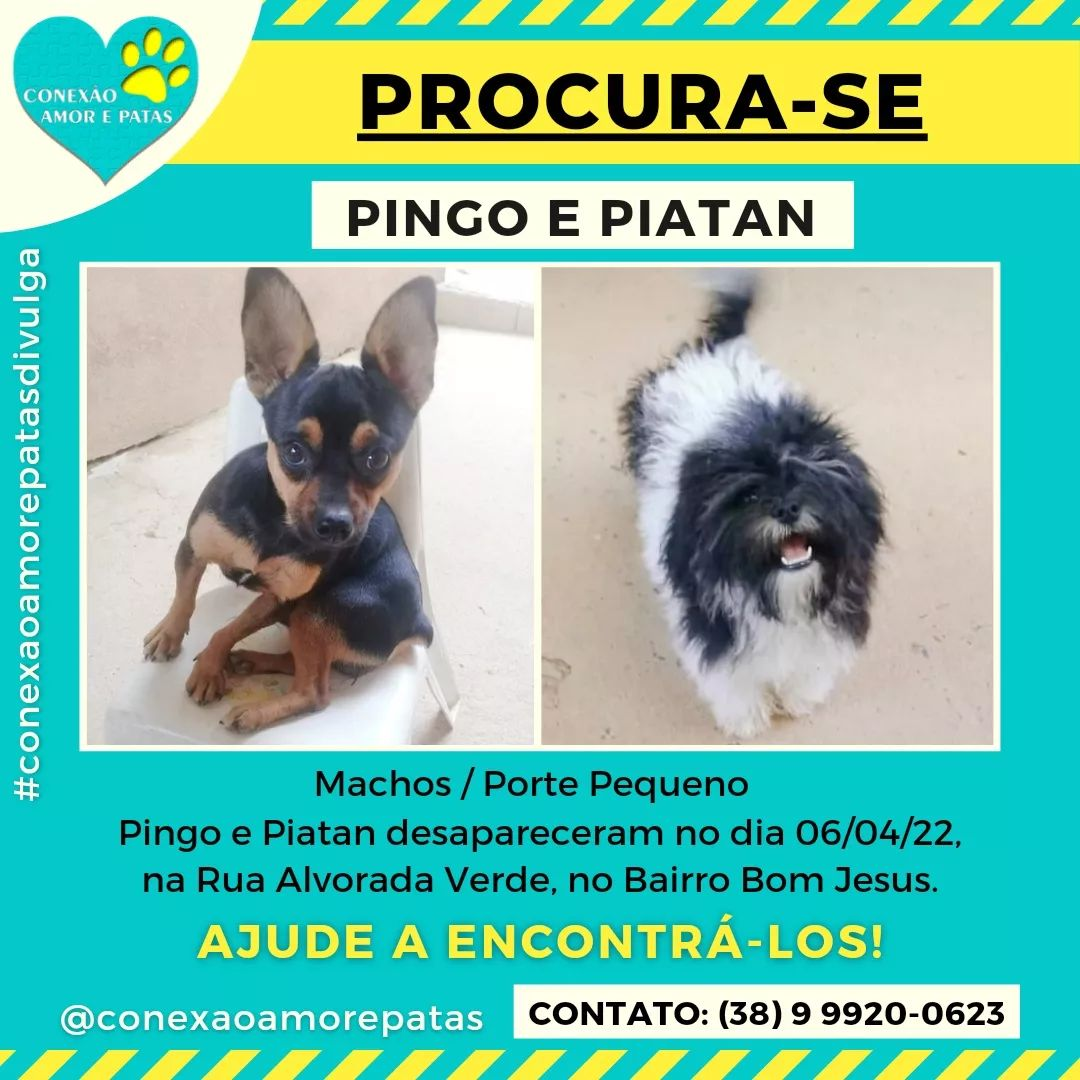 CONEXÃO
AMOR E PATAS
PROCURA-SE
PINGO E PIATAN
#conexaoamorepatasdivulga
Machos / Porte Pequeno
Pingo e Piatan desapareceram no dia 06/04/22,
na Rua Alvorada Verde, no Bairro Bom Jesus.
AJUDE A ENCONTRÁ-LOS!
@conexaoamorepatas
CONTATO: (38) 9 9920-0623